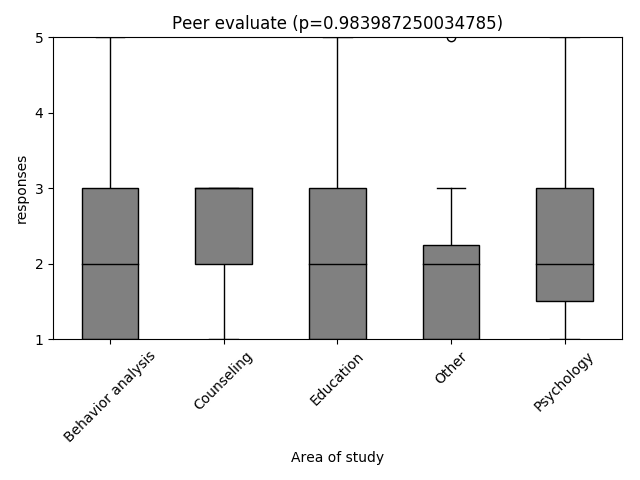 Peer evaluate (p=0.983987250034785)
5
4
3
2
1
responses
Behavior analysis
Counseling
Education
Other
Psychology
Area of study